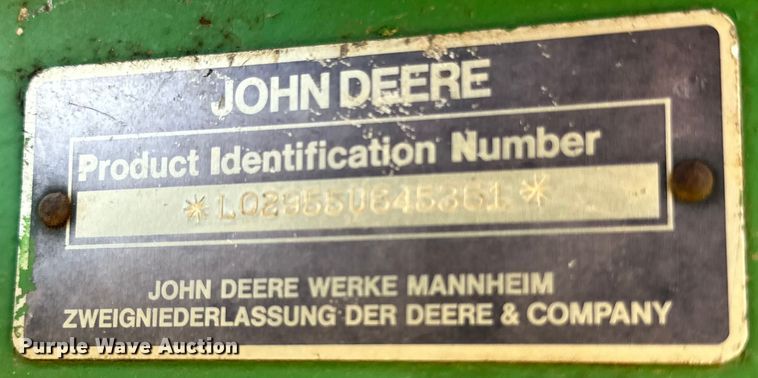 JOHN DEERE
Product Identification Number
*L02955U645361*
JOHN DEERE WERKE MANNHEIM
ZWEIGNIEDERLASSUNG DER DEERE & COMPANY
Purple Wave Auction